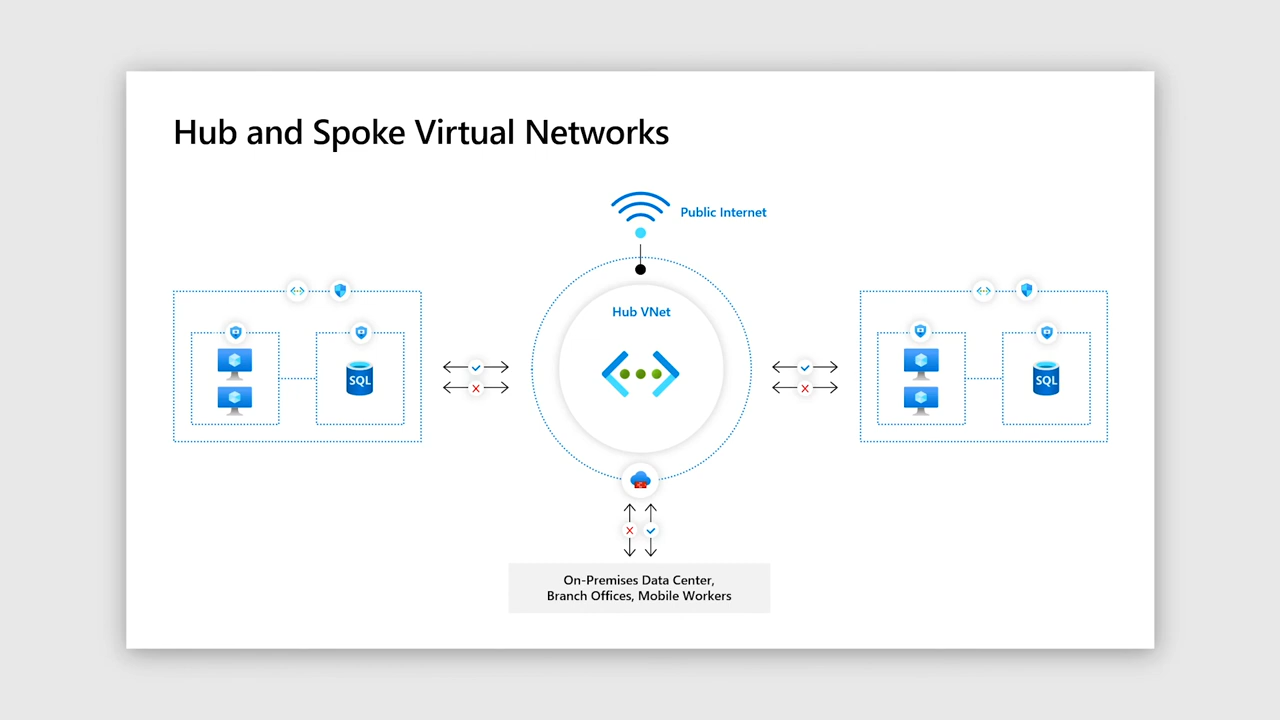 Hub and Spoke Virtual Networks
Public Internet
Hub VNet
SQL
SQL
On-Premises Data Center,
Branch Offices, Mobile Workers